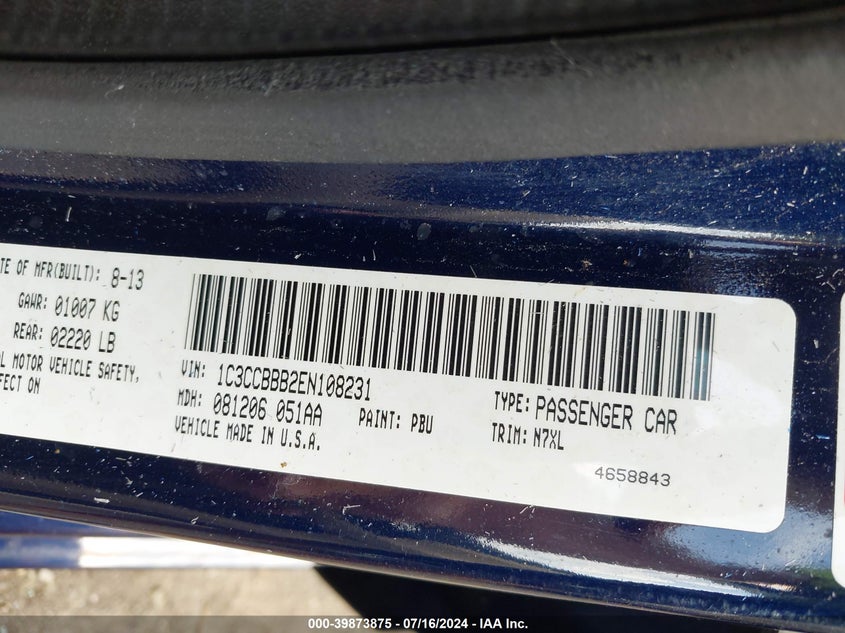 TE OF MFR(BUILT): 8-13
GAWR: 01007 KG
REAR: 02220 LB
L MOTOR VEHICLE SAFETY,
FFECT ON
VIN: 1C3CCBBB2EN108231
MDH: 081206 051AA
PAINT: PBU
VEHICLE MADE IN U.S.A.
TYPE: PASSENGER CAR
TRIM: N7XL
4658843
000-39873875 - 07/16/2024 - IAA Inc.